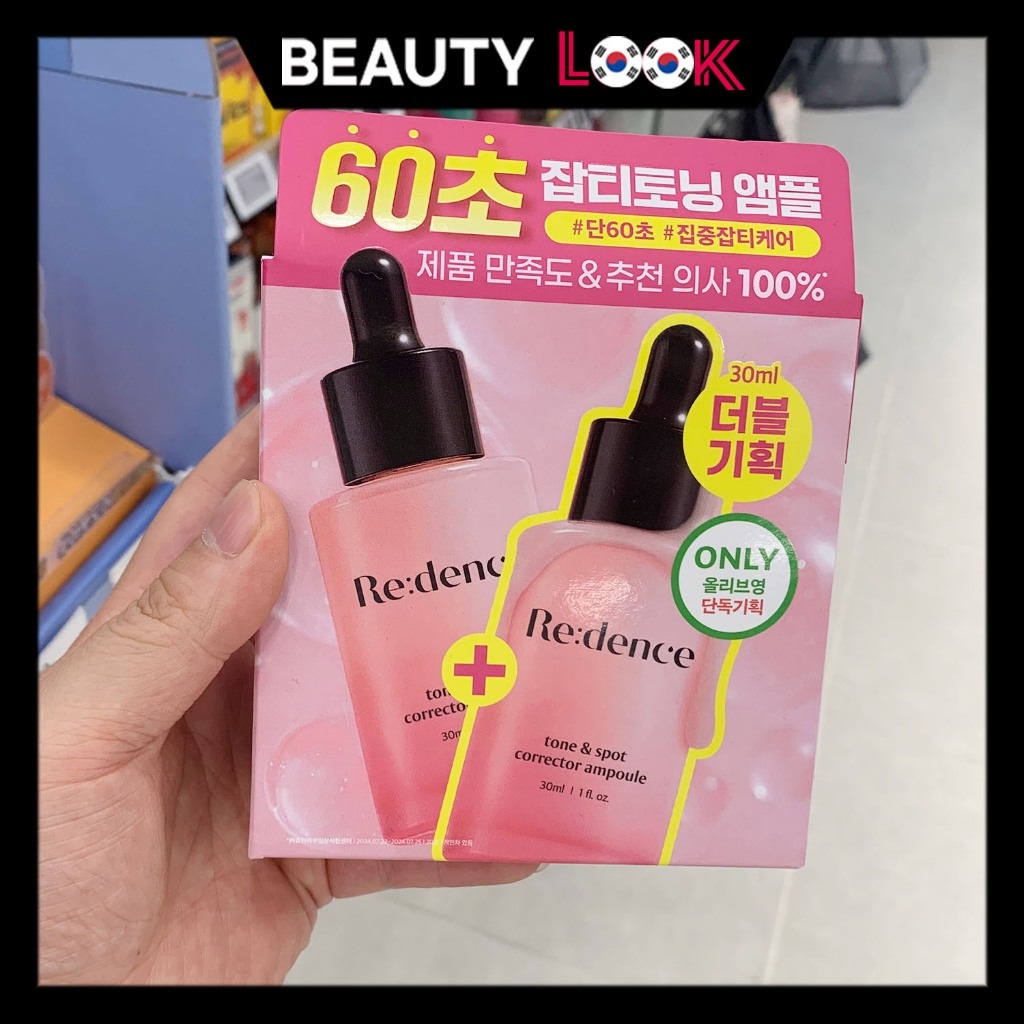 BEAUTY LOOK
60초 잡티토닝 앰플
#단60초 #집중잡티케어
제품 만족도 & 추천 의사 100%*
30ml
더블
기획
ONLY
올리브영
단독기획
Re:denc
corrector
Re:dence
tone & spot
corrector ampoule
30ml | 1 fl. oz.